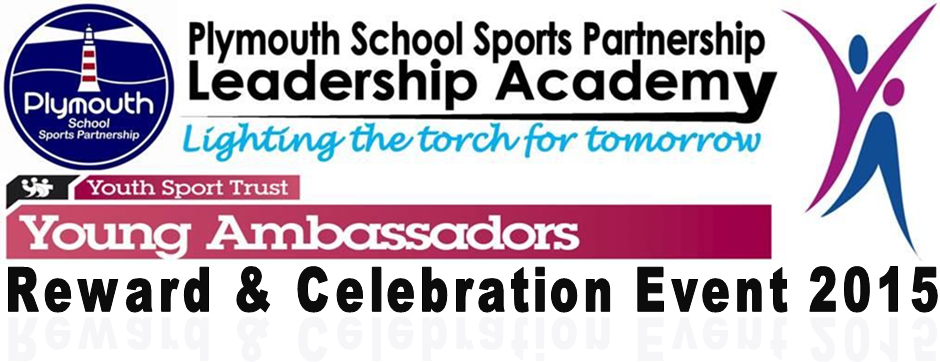 Plymouth
School
Sports Partnership
Plymouth School Sports Partnership
Leadership Academy
Lighting the torch for tomorrow
Youth Sport Trust
Young Ambassadors
Reward & Celebration Event 2015